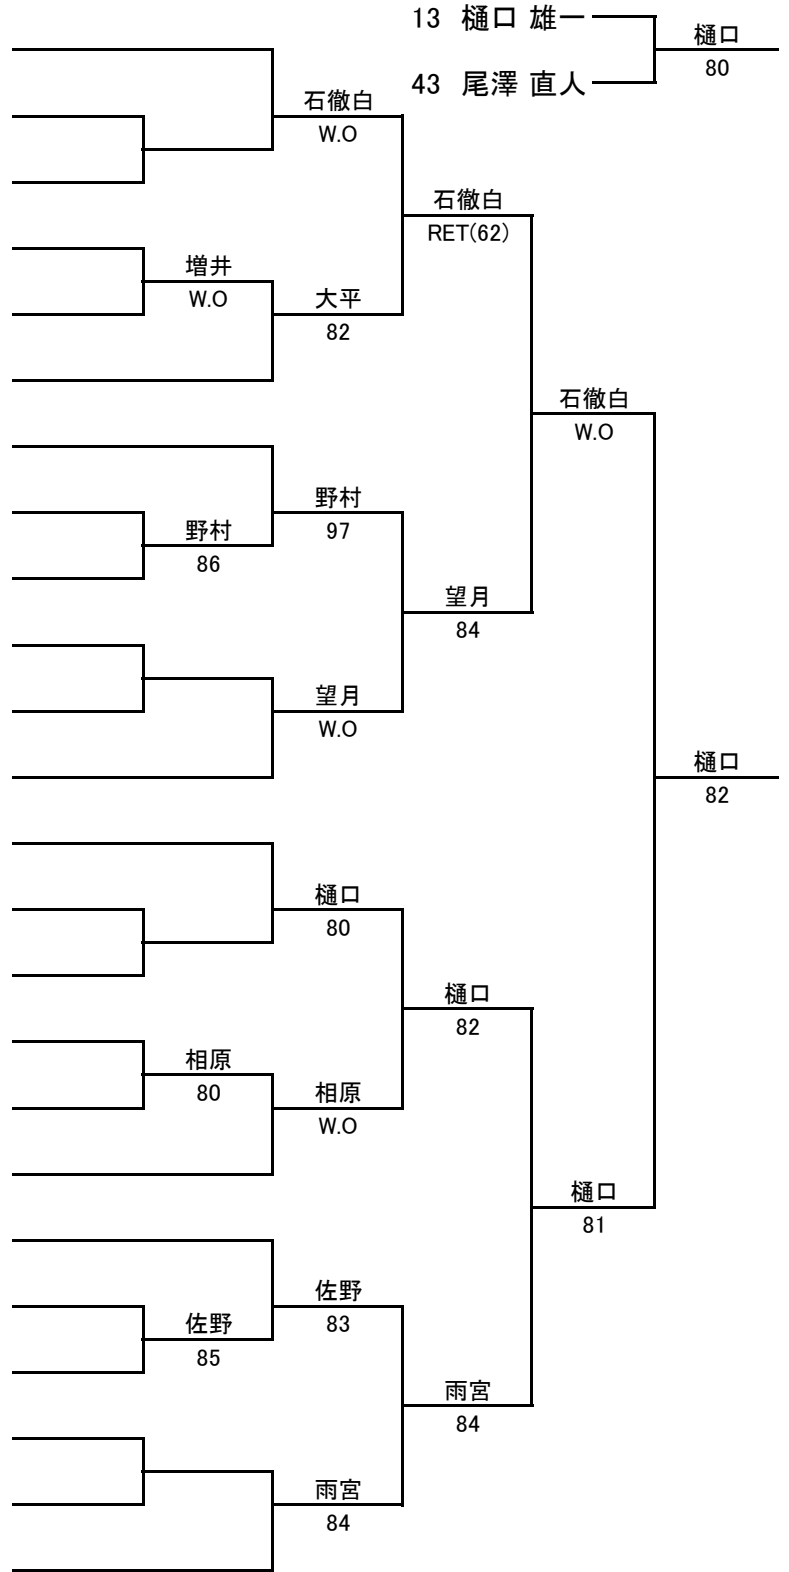 13 樋口 雄一
樋口
80
43 尾澤 直人
石徹白
W.O
石徹白
RET(62)
増井
W.O
大平
82
石徹白
W.O
野村
97
野村
86
望月
84
望月
W.O
樋口
82
樋口
80
樋口
82
相原
80
相原
W.O
樋口
81
佐野
83
佐野
85
雨宮
84
雨宮
84